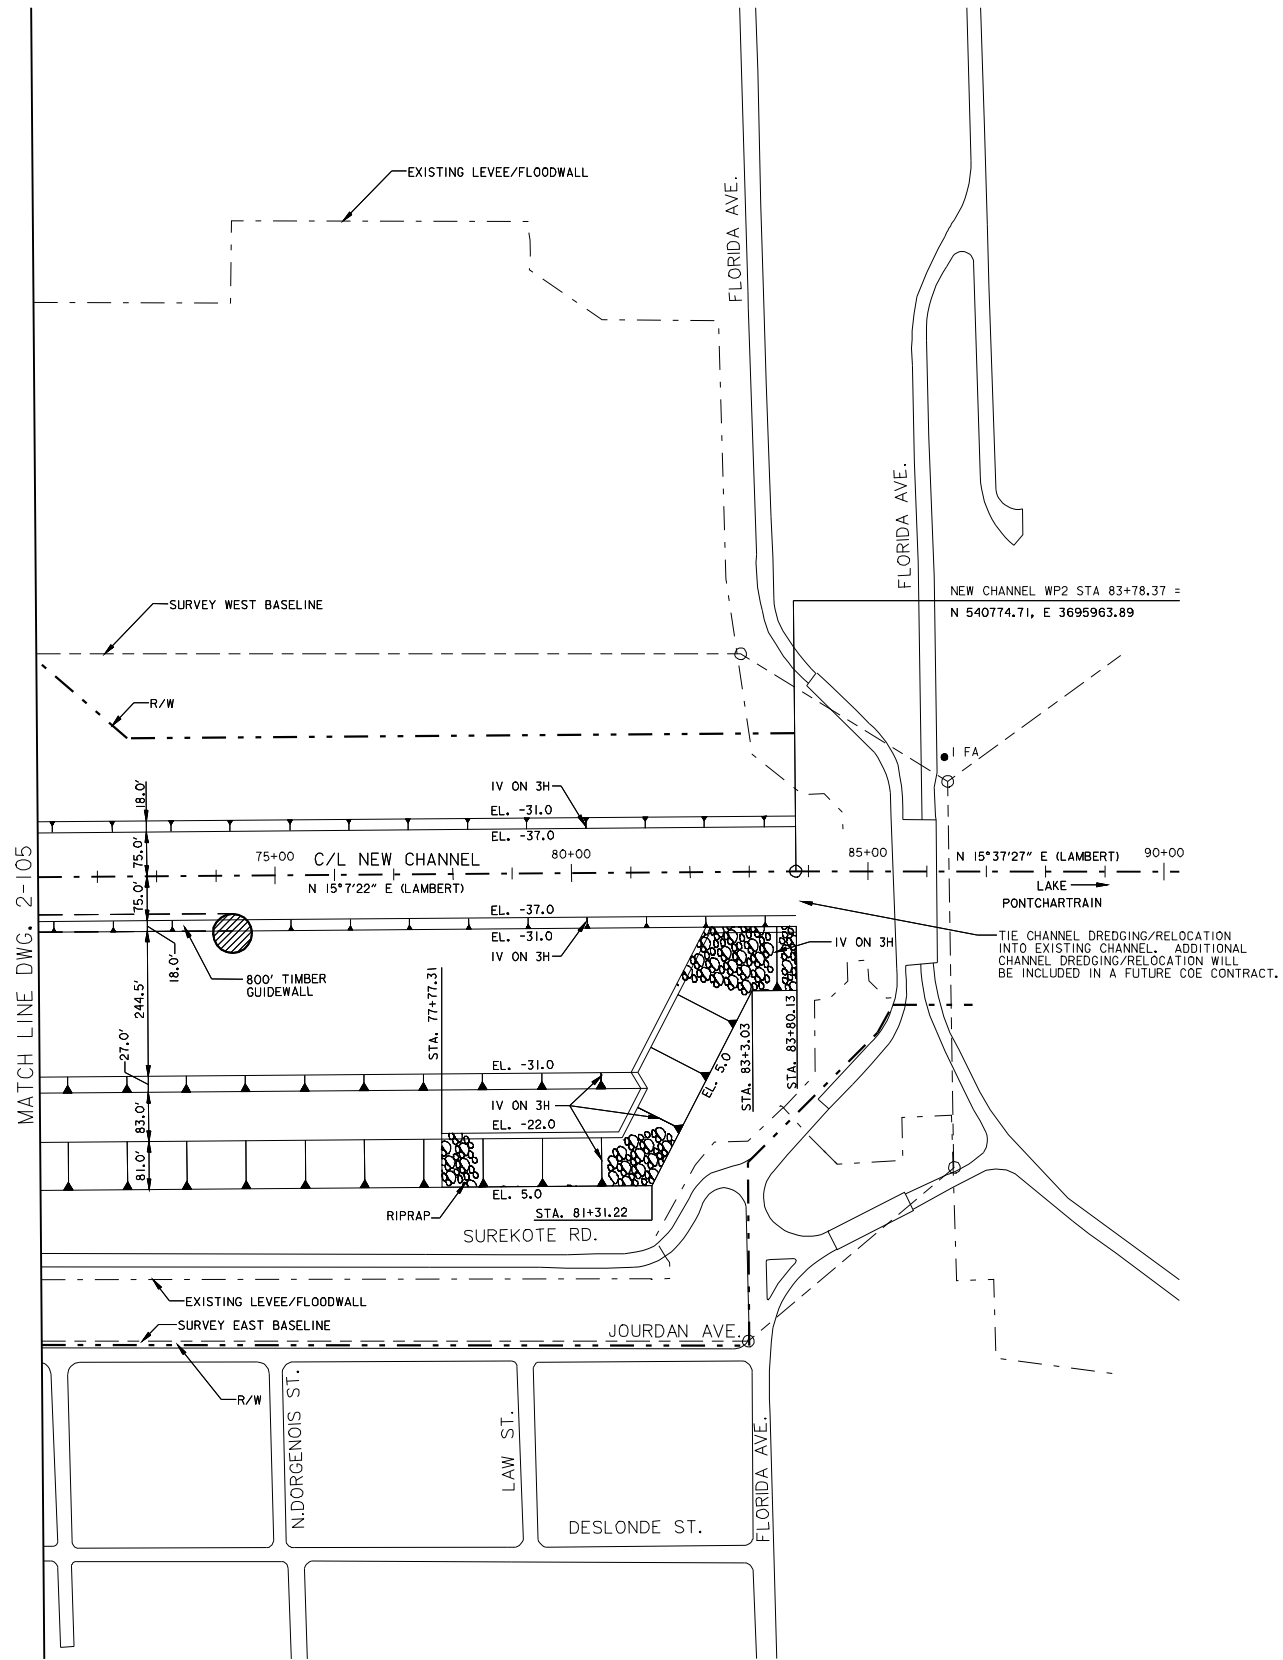 EXISTING LEVEE/FLOODWALL
FLORIDA AVE.
FLORIDA AVE.
NEW CHANNEL WP2 STA 83+78.37 =
N 540774.71, E 3695963.89
SURVEY WEST BASELINE
R/W
1 FA
18.0'
1V ON 3H
EL. -31.0
EL. -37.0
75.0'
75+00
C/L NEW CHANNEL
80+00
85+00
N 15°37'27" E (LAMBERT)
90+00
N 15°7'22" E (LAMBERT)
LAKE
PONTCHARTRAIN
75.0'
EL. -37.0
EL. -31.0
1V ON 3H
1V ON 3H
TIE CHANNEL DREDGING/RELOCATION
INTO EXISTING CHANNEL. ADDITIONAL
CHANNEL DREDGING/RELOCATION WILL
BE INCLUDED IN A FUTURE COE CONTRACT.
MATCH LINE DWG. 2-105
18.0'
800' TIMBER
GUIDEWALL
244.5'
STA. 77+77.31
27.0'
EL. -31.0
STA. 83+3.03
STA. 83+80.13
EL. 5.0
83.0'
1V ON 3H
EL. -22.0
81.0'
EL. 5.0
RIPRAP
STA. 81+31.22
SUREKOTE RD.
EXISTING LEVEE/FLOODWALL
SURVEY EAST BASELINE
JOURDAN AVE.
R/W
N.DORGENOIS ST.
LAW ST.
FLORIDA AVE.
DESLONDE ST.